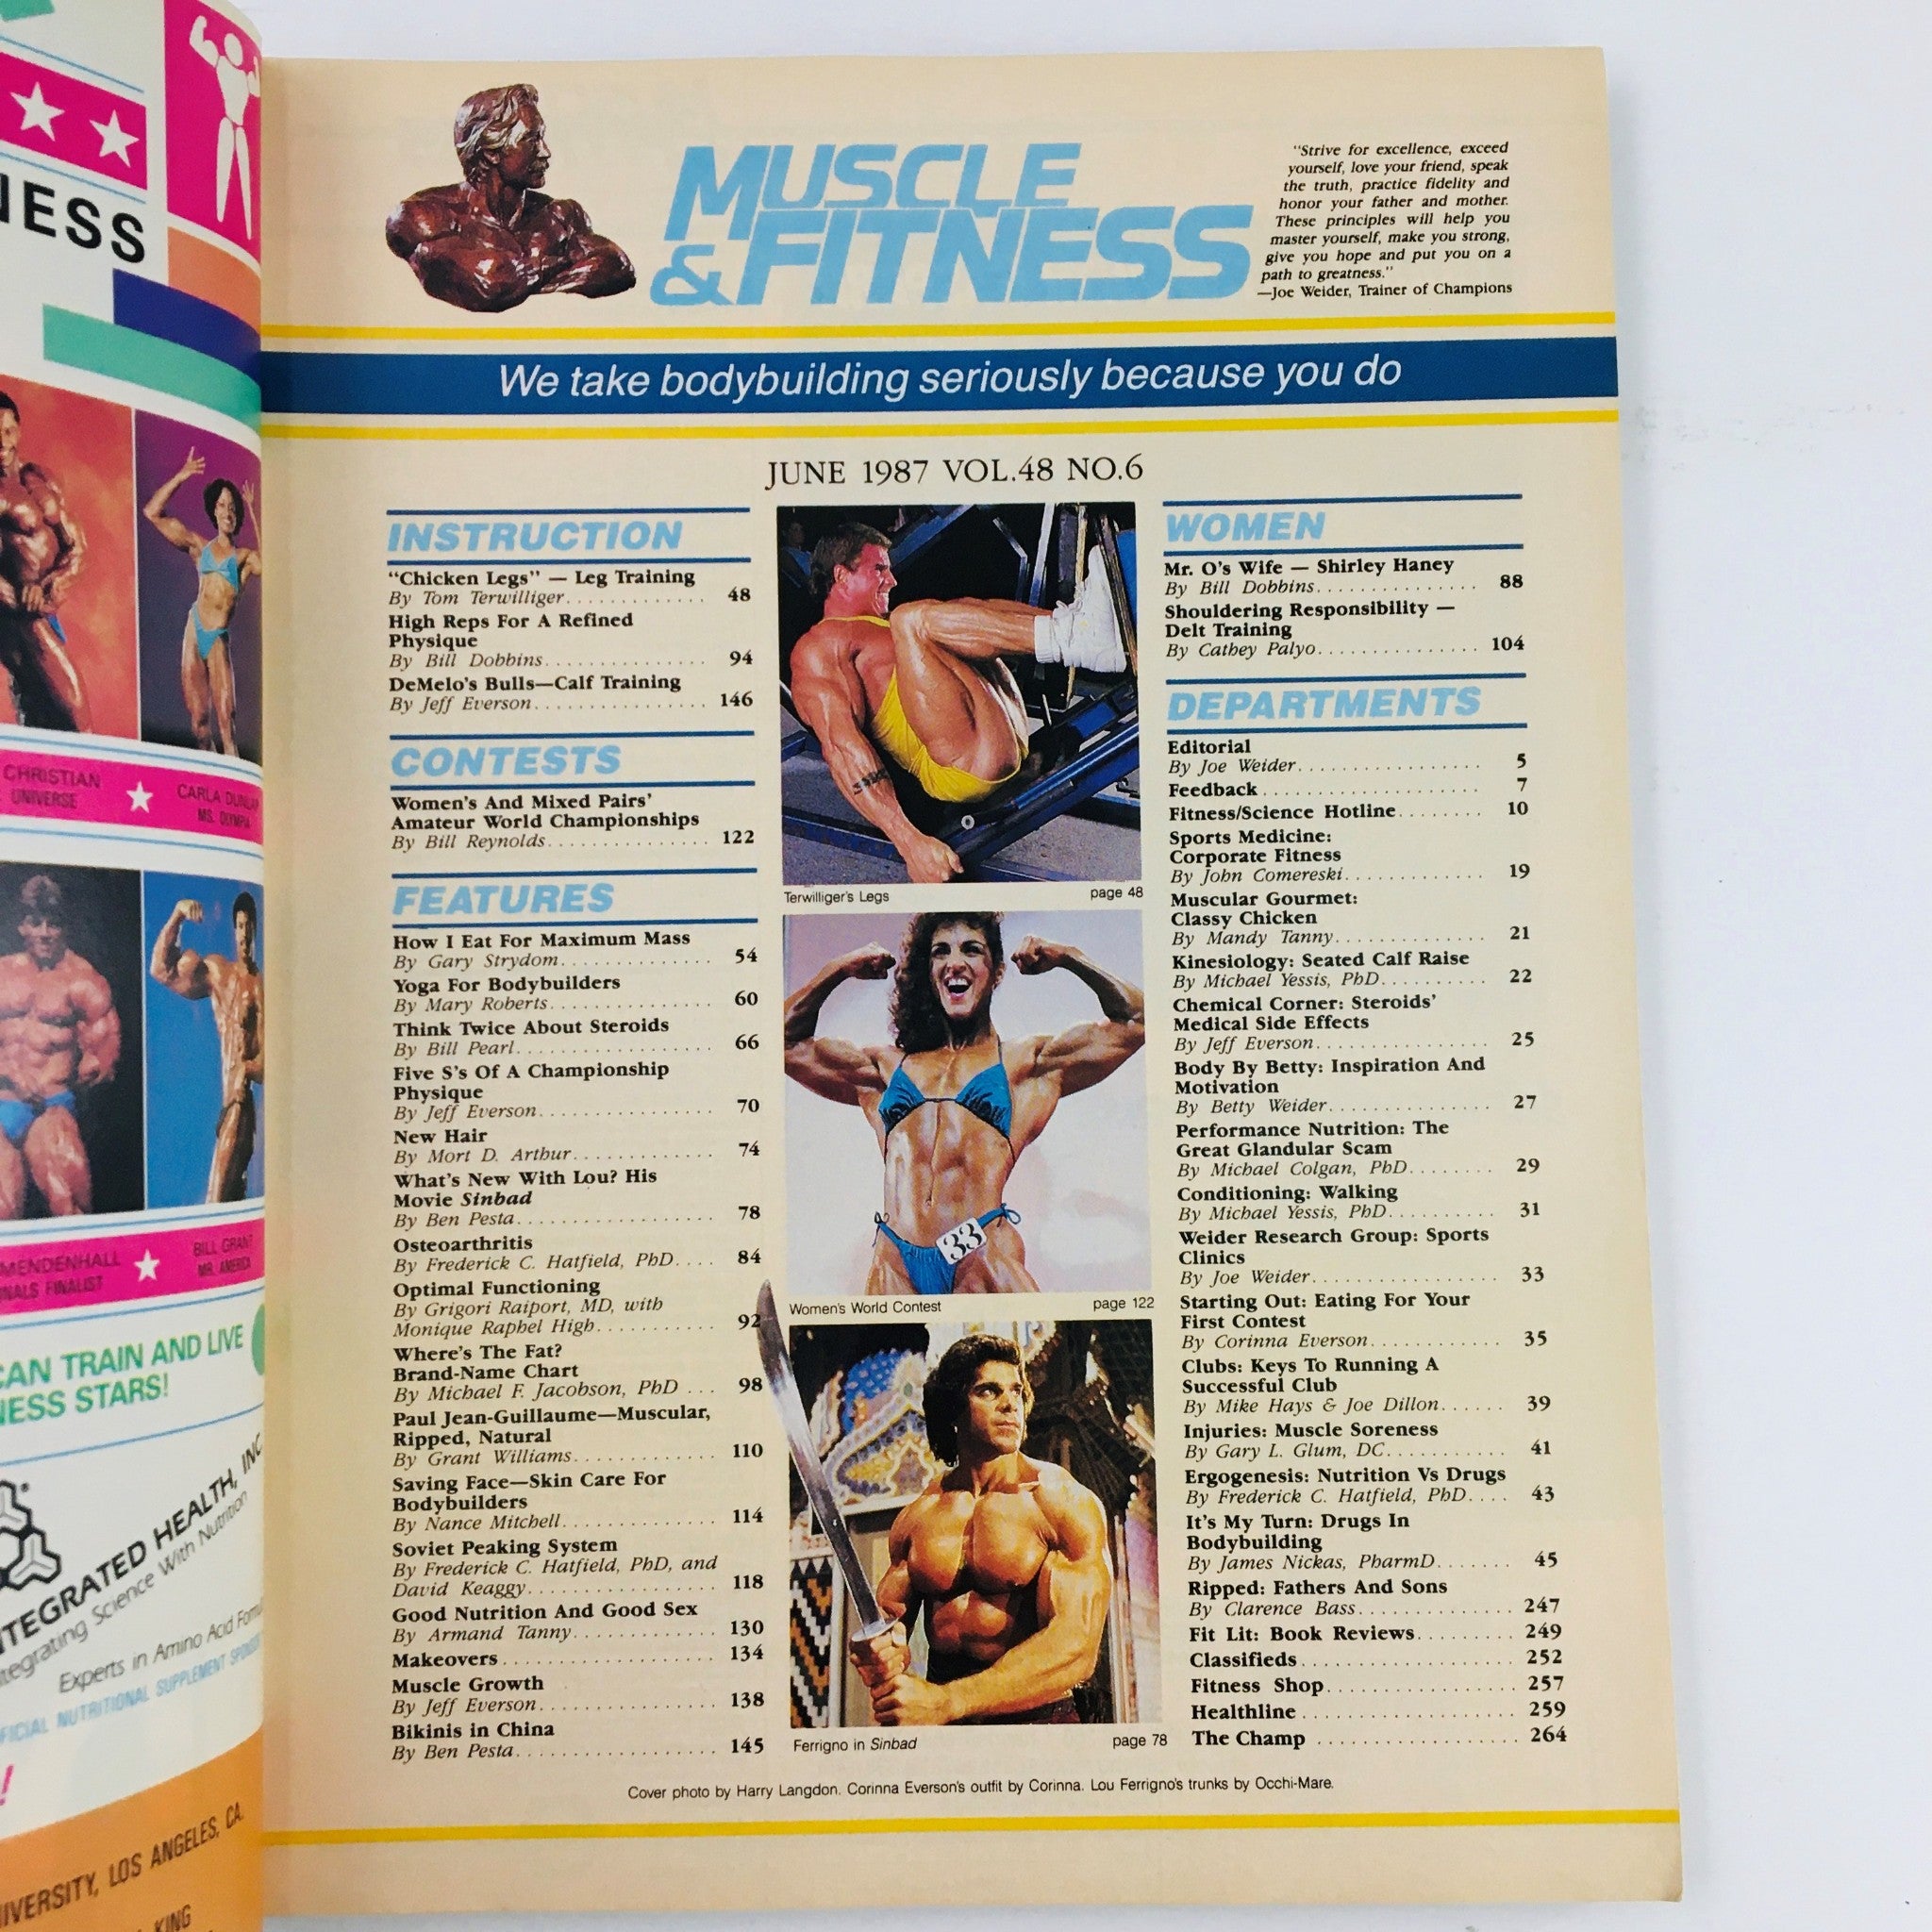 NESS
CHRISTIAN
UNIVERSE
CARLA DUNLAP
MS. OLYMPIA
MENDENHALL
NALS FINALIST
BILL GRANT
MR. AMERICA
CAN TRAIN AND LIVE
NESS STARS!
INTEGRATED HEALTH, INC
Integrating Science With Nutrition
Experts in Amino Acid
FICIAL NUTRITIONAL SUPPLEMENT
!
IVERSITY, LOS ANGELES, CA.
KING
MUSCLE
& FITNESS
"Strive for excellence, exceed
yourself, love your friend, speak
the truth, practice fidelity and
honor your father and mother.
These principles will help you
master yourself, make you strong,
give you hope and put you on a
path to greatness."
—Joe Weider, Trainer of Champions
We take bodybuilding seriously because you do
JUNE 1987 VOL.48 NO.6
INSTRUCTION
"Chicken Legs" — Leg Training
By Tom Terwilliger. . . . . . . . . . . . . 48
High Reps For A Refined
Physique
By Bill Dobbins. . . . . . . . . . . . . . . 94
DeMelo's Bulls—Calf Training
By Jeff Everson. . . . . . . . . . . . . . . 146
CONTESTS
Women's And Mixed Pairs'
Amateur World Championships
By Bill Reynolds. . . . . . . . . . . . . . 122
FEATURES
How I Eat For Maximum Mass
By Gary Strydom. . . . . . . . . . . . . 54
Yoga For Bodybuilders
By Mary Roberts. . . . . . . . . . . . . . 60
Think Twice About Steroids
By Bill Pearl. . . . . . . . . . . . . . . . . 66
Five S's Of A Championship
Physique
By Jeff Everson. . . . . . . . . . . . . . . 70
New Hair
By Mort D. Arthur. . . . . . . . . . . . 74
What's New With Lou? His
Movie Sinbad
By Ben Pesta. . . . . . . . . . . . . . . . . 78
Osteoarthritis
By Frederick C. Hatfield, PhD. . . . 84
Optimal Functioning
By Grigori Raiport, MD, with
Monique Raphel High. . . . . . . . . . 92
Where's The Fat?
Brand-Name Chart
By Michael F. Jacobson, PhD . . . 98
Paul Jean-Guillaume—Muscular,
Ripped, Natural
By Grant Williams. . . . . . . . . . . . 110
Saving Face—Skin Care For
Bodybuilders
By Nance Mitchell. . . . . . . . . . . . . 114
Soviet Peaking System
By Frederick C. Hatfield, PhD, and
David Keaggy. . . . . . . . . . . . . . . . 118
Good Nutrition And Good Sex
By Armand Tanny. . . . . . . . . . . . 130
Makeovers . . . . . . . . . . . . . . . . . . 134
Muscle Growth
By Jeff Everson. . . . . . . . . . . . . . . 138
Bikinis in China
By Ben Pesta. . . . . . . . . . . . . . . . . 145
Terwilliger's Legs page 48
33
Women's World Contest page 122
Ferrigno in Sinbad page 78
WOMEN
Mr. O's Wife — Shirley Haney
By Bill Dobbins. . . . . . . . . . . . . . . 88
Shouldering Responsibility —
Delt Training
By Cathey Palyo. . . . . . . . . . . . . . 104
DEPARTMENTS
Editorial
By Joe Weider. . . . . . . . . . . . . . . . 5
Feedback . . . . . . . . . . . . . . . . . . . 7
Fitness/Science Hotline. . . . . . . . 10
Sports Medicine:
Corporate Fitness
By John Comereski. . . . . . . . . . . . 19
Muscular Gourmet:
Classy Chicken
By Mandy Tanny. . . . . . . . . . . . . 21
Kinesiology: Seated Calf Raise
By Michael Yessis, PhD. . . . . . . . . 22
Chemical Corner: Steroids'
Medical Side Effects
By Jeff Everson. . . . . . . . . . . . . . . 25
Body By Betty: Inspiration And
Motivation
By Betty Weider. . . . . . . . . . . . . . 27
Performance Nutrition: The
Great Glandular Scam
By Michael Colgan, PhD. . . . . . . . 29
Conditioning: Walking
By Michael Yessis, PhD. . . . . . . . . 31
Weider Research Group: Sports
Clinics
By Joe Weider. . . . . . . . . . . . . . . . 33
Starting Out: Eating For Your
First Contest
By Corinna Everson. . . . . . . . . . . 35
Clubs: Keys To Running A
Successful Club
By Mike Hays & Joe Dillon. . . . . . 39
Injuries: Muscle Soreness
By Gary L. Glum, DC. . . . . . . . . . 41
Ergogenesis: Nutrition Vs Drugs
By Frederick C. Hatfield, PhD. . . . 43
It's My Turn: Drugs In
Bodybuilding
By James Nickas, PharmD. . . . . . . 45
Ripped: Fathers And Sons
By Clarence Bass. . . . . . . . . . . . . . 247
Fit Lit: Book Reviews. . . . . . . . . 249
Classifieds. . . . . . . . . . . . . . . . . . 252
Fitness Shop. . . . . . . . . . . . . . . . 257
Healthline . . . . . . . . . . . . . . . . . . 259
The Champ . . . . . . . . . . . . . . . . . 264
Cover photo by Harry Langdon. Corinna Everson's outfit by Corinna. Lou Ferrigno's trunks by Occhi-Mare.